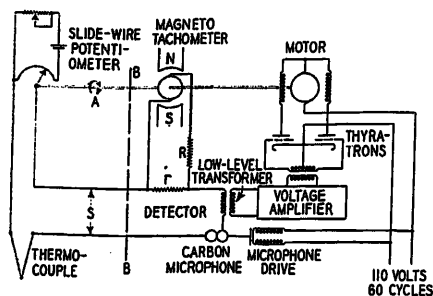 MAGNETO
TACHOMETER
SLIDE-WIRE
POTENTI-
OMETER
MOTOR
B
N
A
S
THYRA-
TRONS
R
LOW-LEVEL
TRANSFORMER
r
S
DETECTOR
VOLTAGE
AMPLIFIER
THERMO-
COUPLE
B
CARBON
MICROPHONE
MICROPHONE
DRIVE
110 VOLTS
60 CYCLES